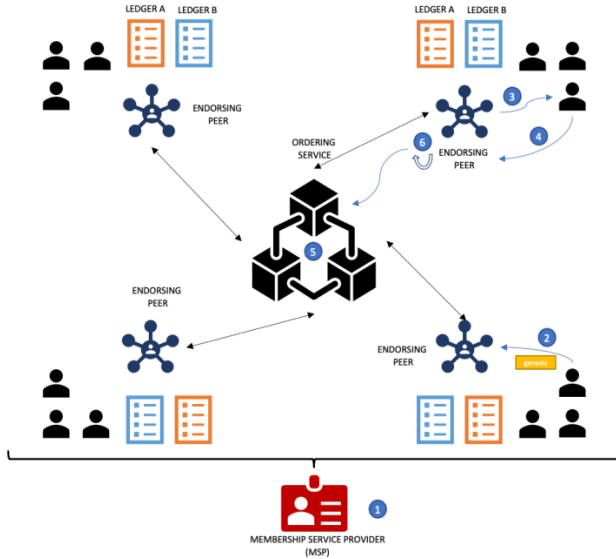 LEDGER A LEDGER B
LEDGER A LEDGER B
ENDORSING
PEER
3
4
ORDERING
SERVICE
6
ENDORSING
PEER
5
ENDORSING
PEER
ENDORSING
PEER
2
genesis
1
MEMBERSHIP SERVICE PROVIDER
(MSP)